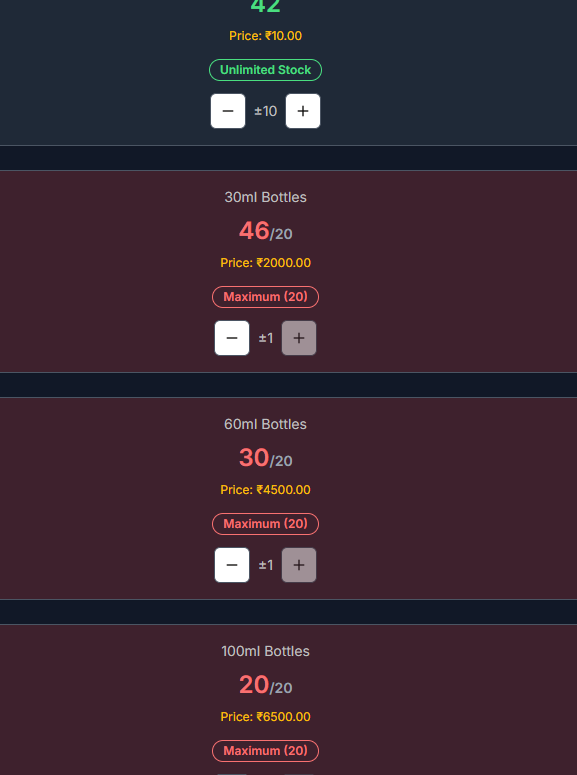 42
Price: ₹10.00
Unlimited Stock
− ±10 +
30ml Bottles
46/20
Price: ₹2000.00
Maximum (20)
− ±1 +
60ml Bottles
30/20
Price: ₹4500.00
Maximum (20)
− ±1 +
100ml Bottles
20/20
Price: ₹6500.00
Maximum (20)